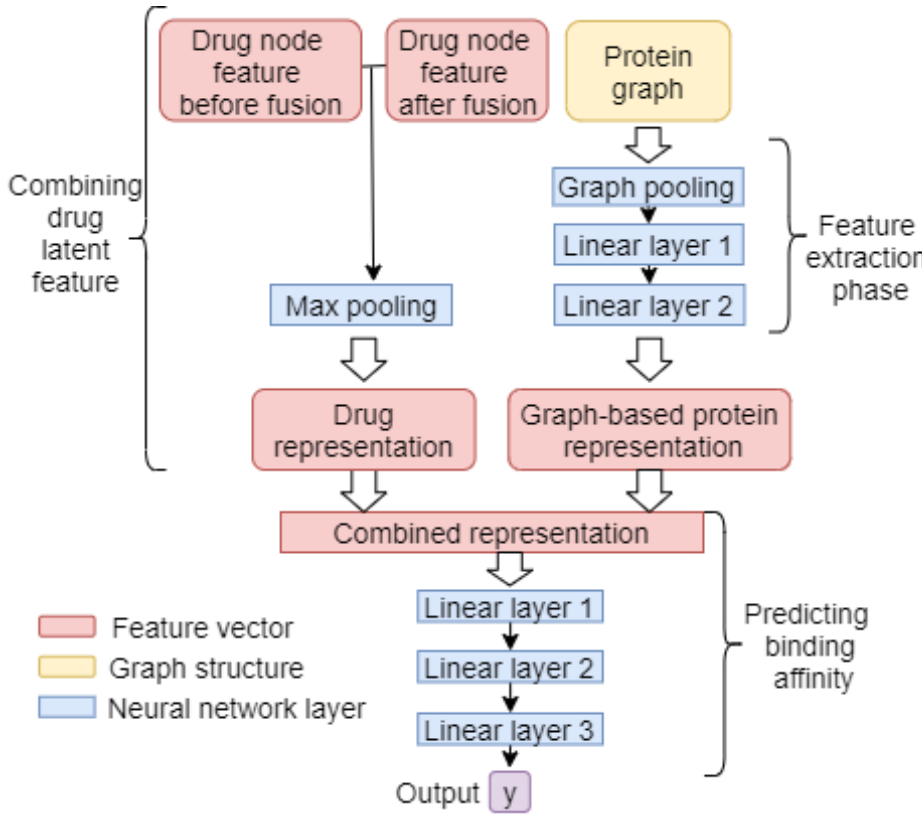 Drug node
feature
before fusion
Drug node
feature
after fusion
Protein
graph
Combining
drug
latent
feature
Graph pooling
Linear layer 1
Linear layer 2
Feature
extraction
phase
Max pooling
Drug
representation
Graph-based protein
representation
Combined representation
Linear layer 1
Linear layer 2
Linear layer 3
Predicting
binding
affinity
Feature vector
Graph structure
Neural network layer
Output y